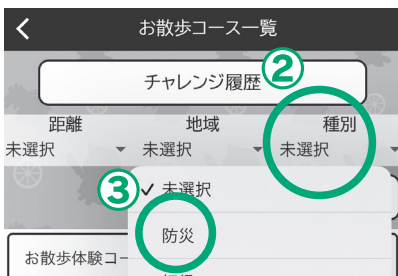 お散歩コース一覧
チャレンジ履歴
②
距離 地域 種別
未選択 未選択 未選択
③
✓ 未選択
防災
お散歩体験コー